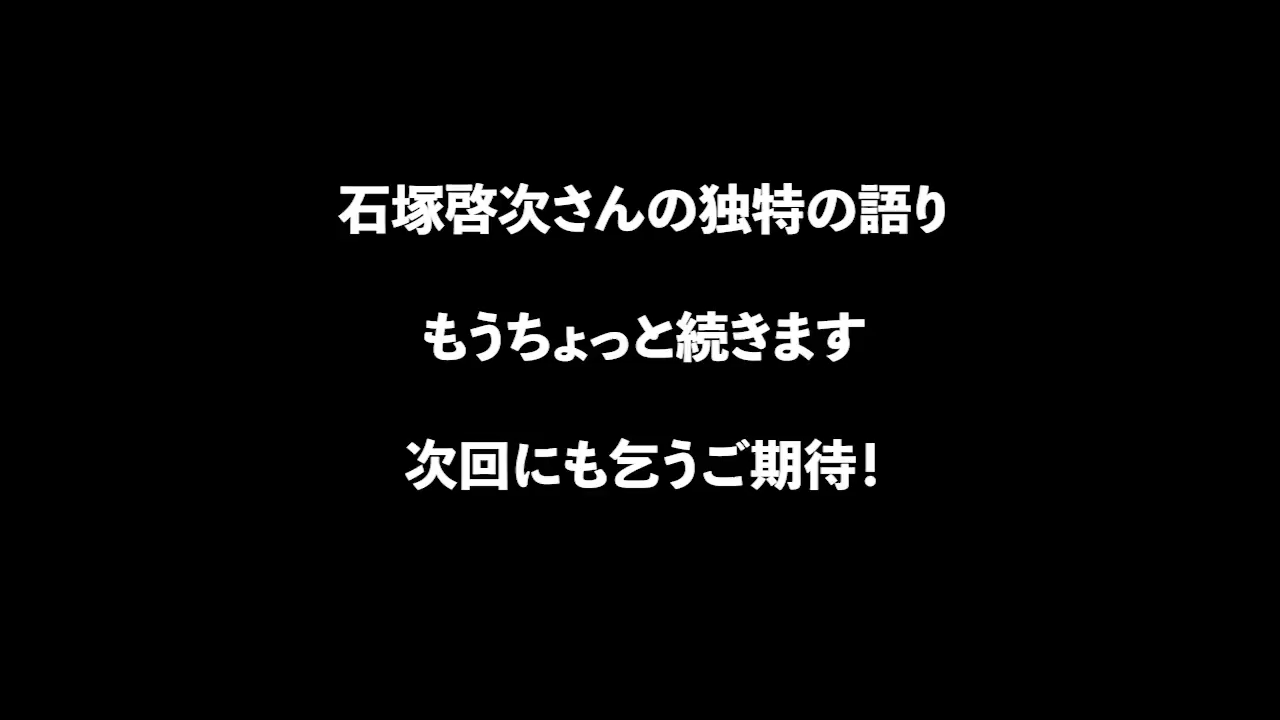 石塚啓次さんの独特の語り
もうちょっと続きます
次回にも乞うご期待!